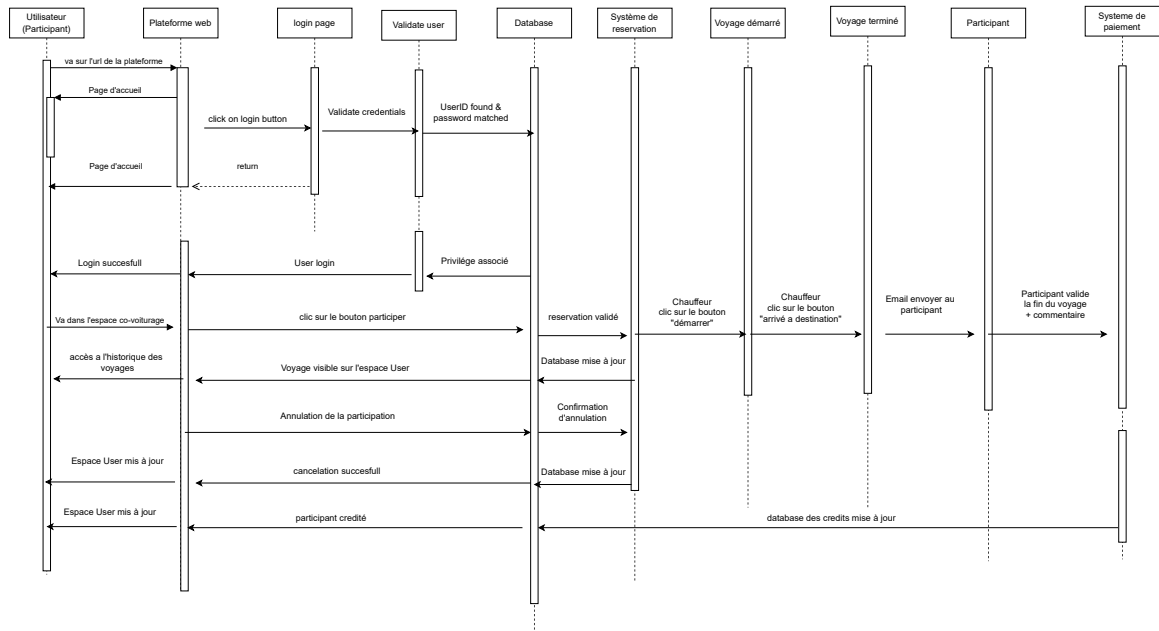 Utilisateur
(Participant)
Plateforme web
login page
Validate user
Database
Système de
reservation
Voyage démarré
Voyage terminé
Participant
Systeme de
paiement
va sur l'url de la plateforme
Page d'accueil
click on login button
Validate credentials
UserID found &
password matched
Page d'accueil
return
Login succesfull
User login
Privilége associé
Va dans l'espace co-voiturage
clic sur le bouton participer
reservation validé
Chauffeur
clic sur le bouton
"démarrer"
Chauffeur
clic sur le bouton
"arrivé a destination"
Email envoyer au
participant
Participant valide
la fin du voyage
+ commentaire
accès a l'historique des
voyages
Voyage visible sur l'espace User
Database mise à jour
Annulation de la participation
Confirmation
d'annulation
Espace User mis à jour
cancelation succesfull
Database mise à jour
Espace User mis à jour
participant credité
database des credits mise à jour